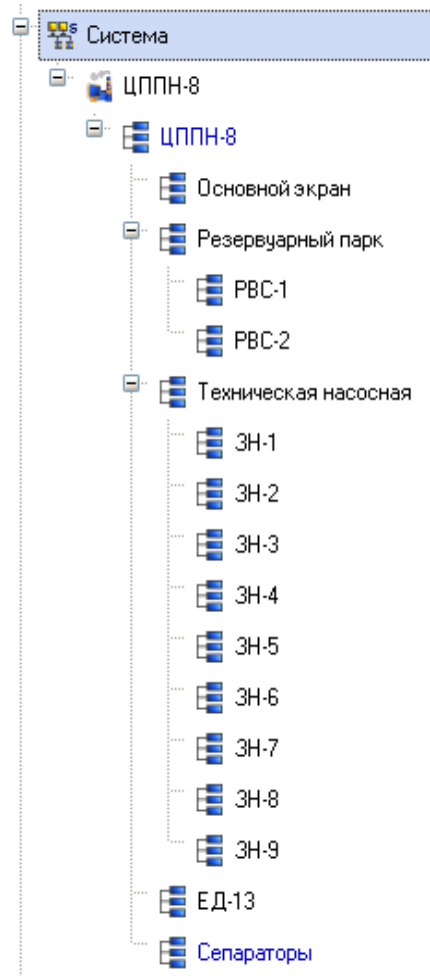 Система
ЦППН-8
ЦППН-8
Основной экран
Резервуарный парк
РВС-1
РВС-2
Техническая насосная
ЗН-1
ЗН-2
ЗН-3
ЗН-4
ЗН-5
ЗН-6
ЗН-7
ЗН-8
ЗН-9
ЕД-13
Сепараторы